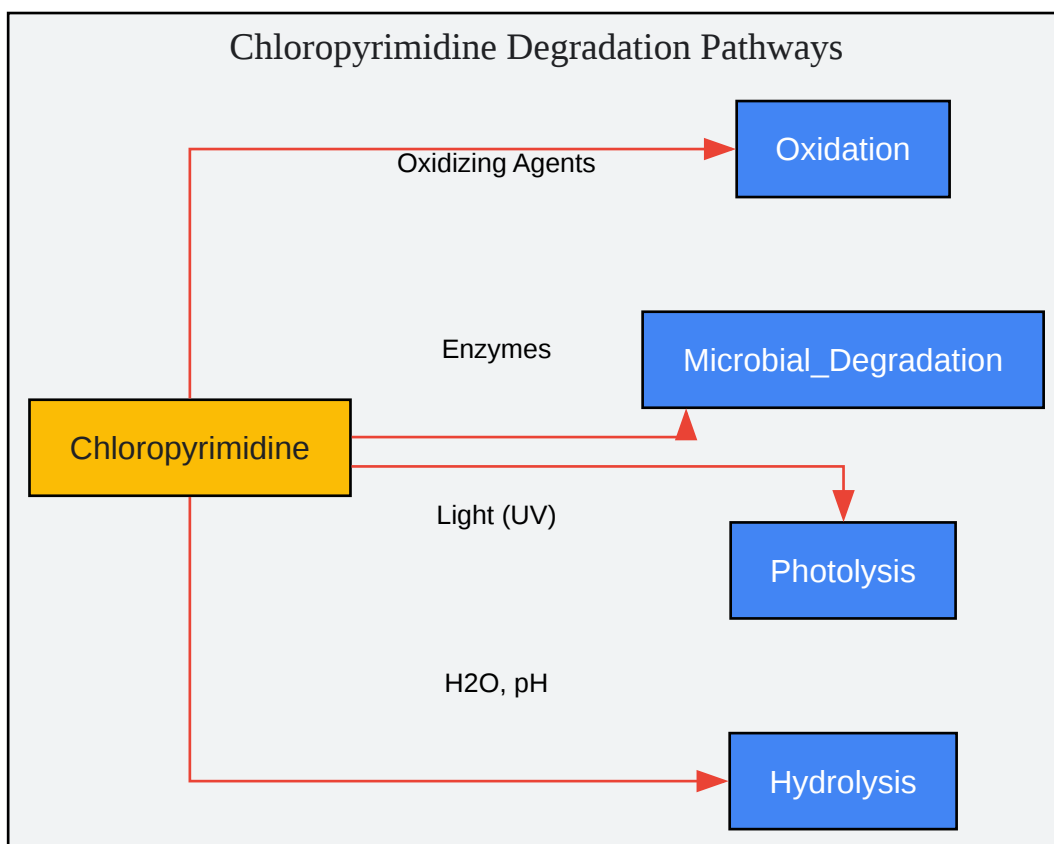 Chloropyrimidine Degradation Pathways
Oxidation
Oxidizing Agents
Enzymes
Microbial_Degradation
Chloropyrimidine
Light (UV)
Photolysis
H2O, pH
Hydrolysis